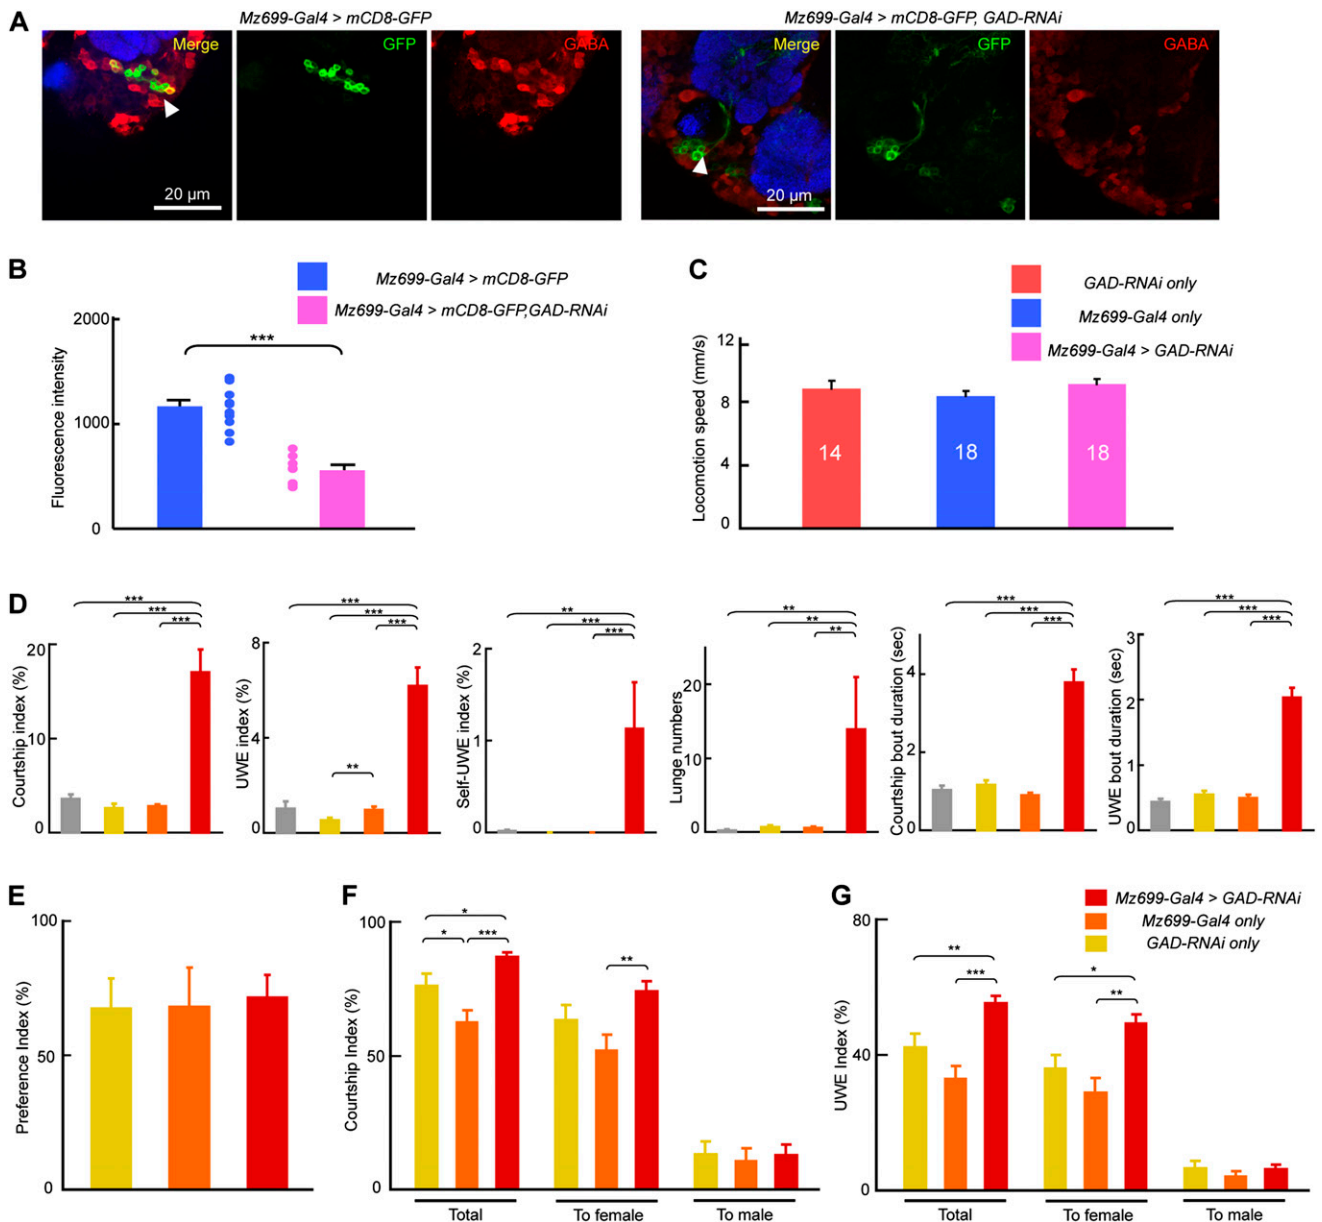 A
Mz699-Gal4 > mCD8-GFP
Mz699-Gal4 > mCD8-GFP, GAD-RNAi
Merge
GFP
GABA
Merge
GFP
GABA
20 µm
20 µm
B
Mz699-Gal4 > mCD8-GFP
Mz699-Gal4 > mCD8-GFP,GAD-RNAi
Fluorescence intensity
2000
1000
0
***
C
GAD-RNAi only
Mz699-Gal4 only
Mz699-Gal4 > GAD-RNAi
Locomotion speed (mm/s)
12
8
4
0
14
18
18
D
Courtship index (%)
20
10
0
***
***
***
UWE index (%)
8
4
0
***
***
***
**
Self-UWE index (%)
2
1
0
**
***
***
Lunge numbers
20
10
0
**
**
**
Courtship bout duration (sec)
4
2
0
***
***
***
UWE bout duration (sec)
3
2
1
0
***
***
***
E
Preference Index (%)
100
50
0
F
Courtship Index (%)
100
50
0
*
*
***
**
Total
To female
To male
G
Mz699-Gal4 > GAD-RNAi
Mz699-Gal4 only
GAD-RNAi only
UWE Index (%)
80
40
0
**
***
*
**
Total
To female
To male